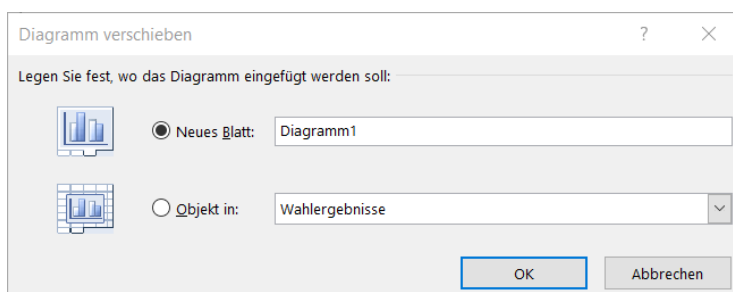 Diagramm verschieben ?
Legen Sie fest, wo das Diagramm eingefügt werden soll:
Neues Blatt: Diagramm1
Objekt in: Wahlergebnisse
OK Abbrechen